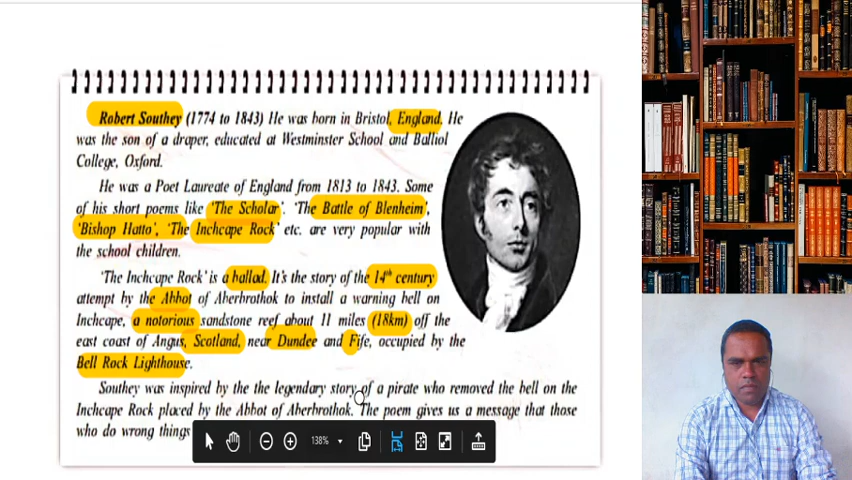 Robert Southey (1774 to 1843) He was born in Bristol, England. He
was the son of a draper, educated at Westminster School and Balliol
College, Oxford.
He was a Poet Laureate of England from 1813 to 1843. Some
of his short poems like 'The Scholar'. 'The Battle of Blenheim',
'Bishop Hatto', 'The Inchcape Rock' etc. are very popular with
the school children.
'The Inchcape Rock' is a ballad. It's the story of the 14th century
attempt by the Abbot of Aberbrothok to install a warning bell on
Inchcape, a notorious sandstone reef about 11 miles (18km) off the
east coast of Angus, Scotland, near Dundee and Fife, occupied by the
Bell Rock Lighthouse.
Southey was inspired by the the legendary story of a pirate who removed the bell on the
Inchcape Rock placed by the Abbot of Aberbrothok. The poem gives us a message that those
who do wrong things
138%